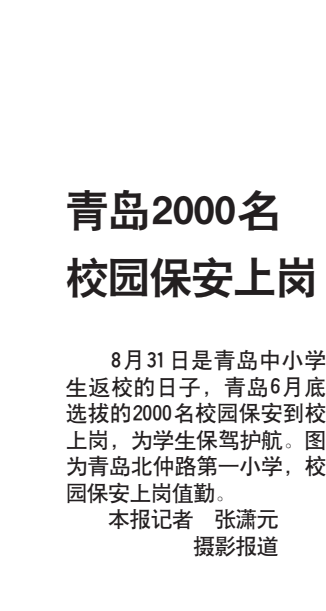 青岛2000名
校园保安上岗
8月31日是青岛中小学
生返校的日子，青岛6月底
选拔的2000名校园保安到校
上岗，为学生保驾护航。图
为青岛北仲路第一小学，校
园保安上岗值勤。
本报记者　张潇元
摄影报道